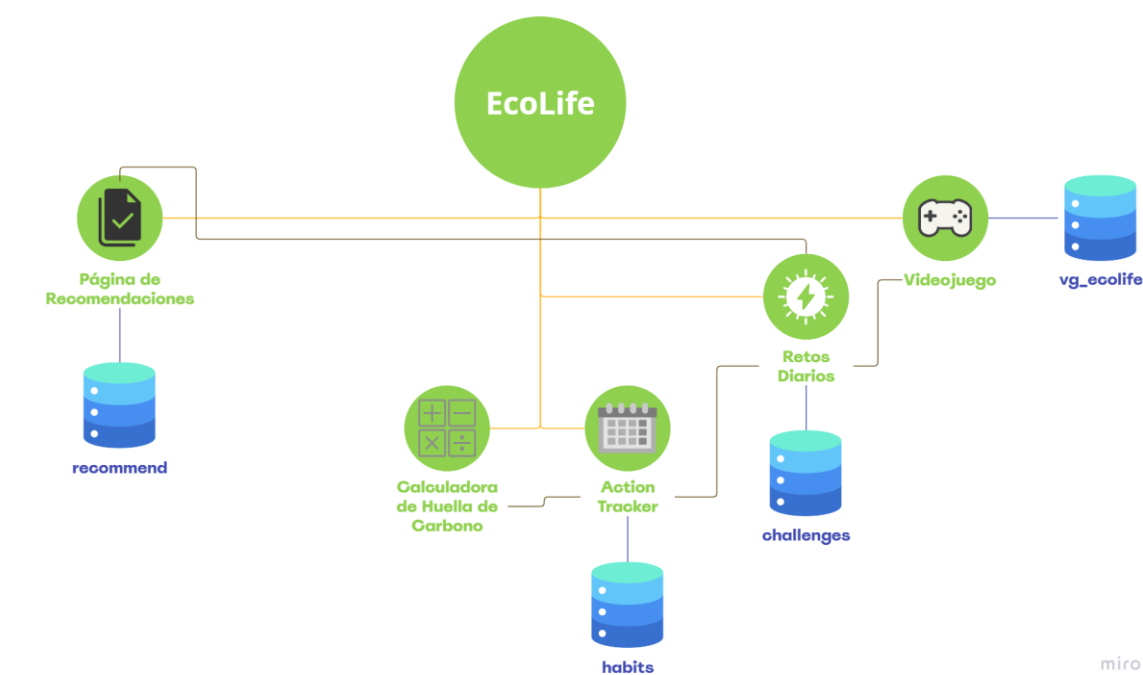 EcoLife
Página de
Recomendaciones
Videojuego
vg_ecolife
Retos
Diarios
recommend
Calculadora
de Huella de
Carbono
Action
Tracker
challenges
habits
miro